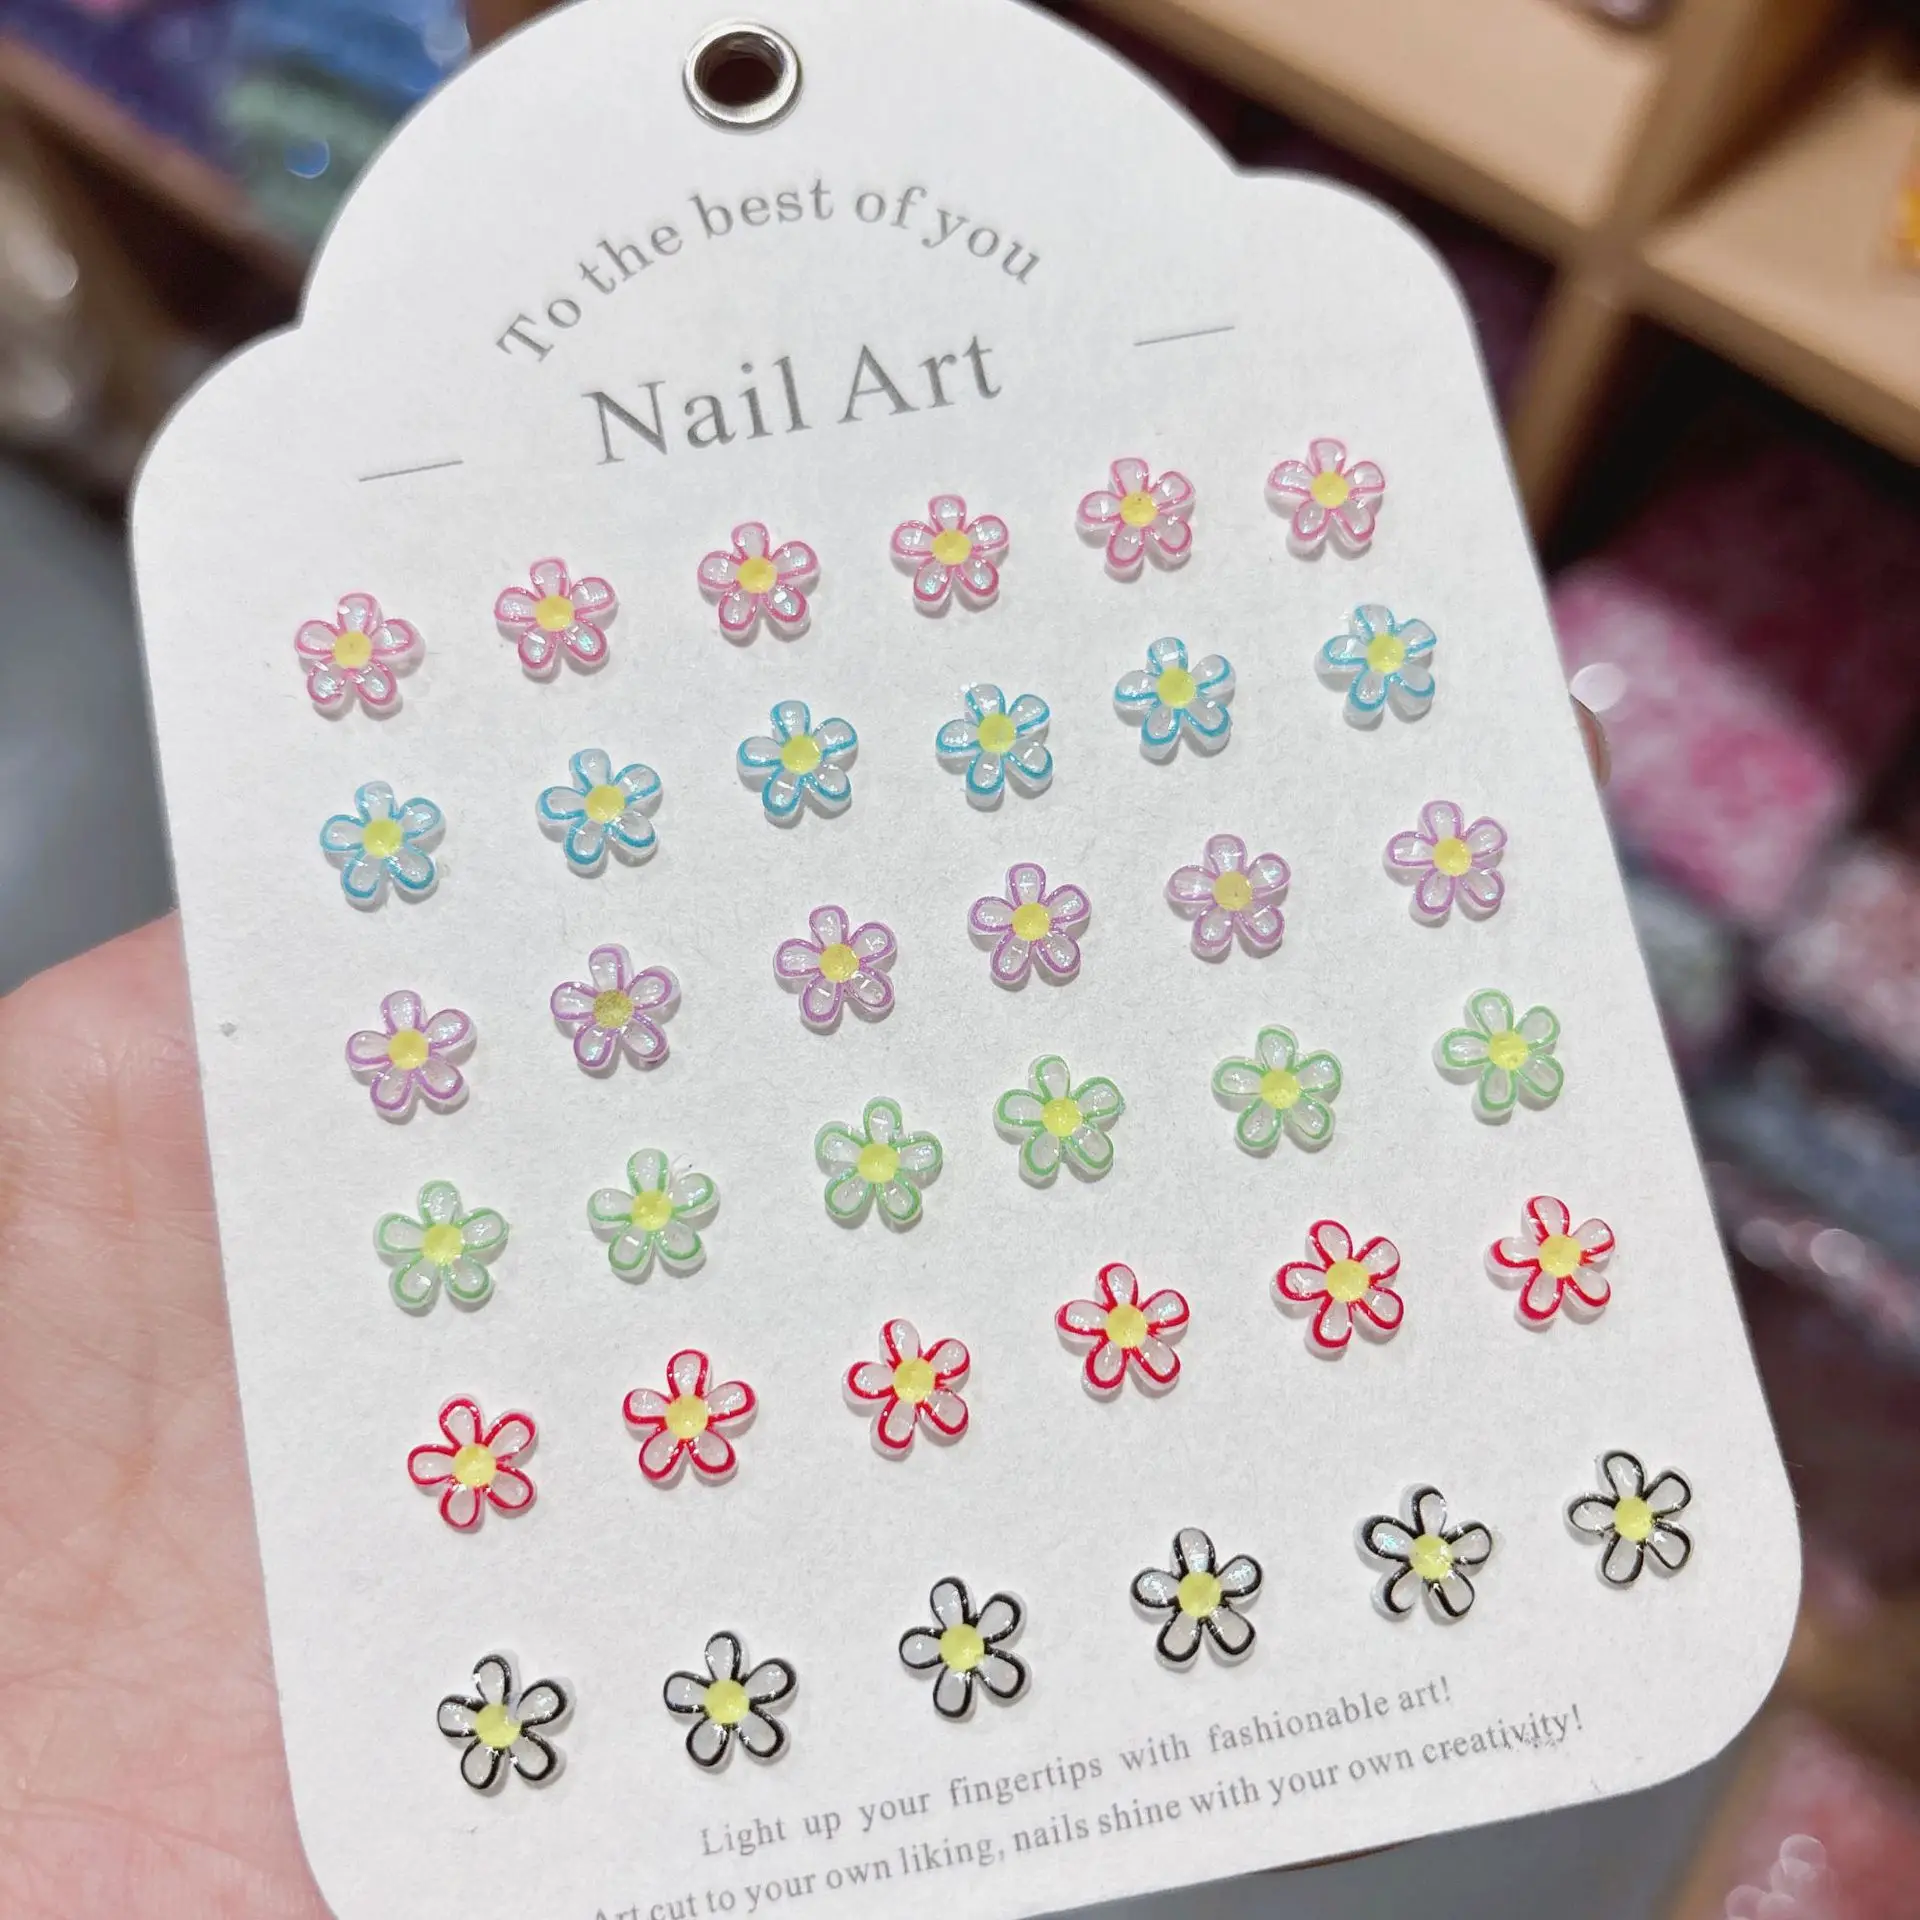 To the best of you
Nail Art
Light up your fingertips with fashionable art!
Art cut to your own liking, nails shine with your own creativity!